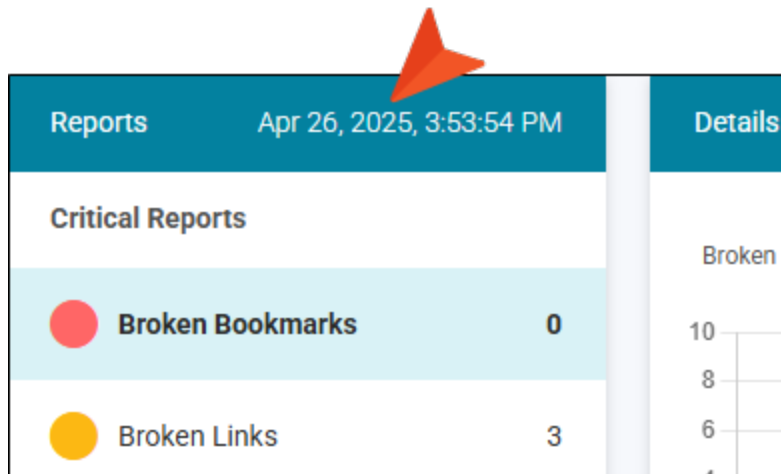 Reports Apr 26, 2025, 3:53:54 PM
Critical Reports
Broken Bookmarks 0
Broken Links 3
Details
Broken
10
8
6